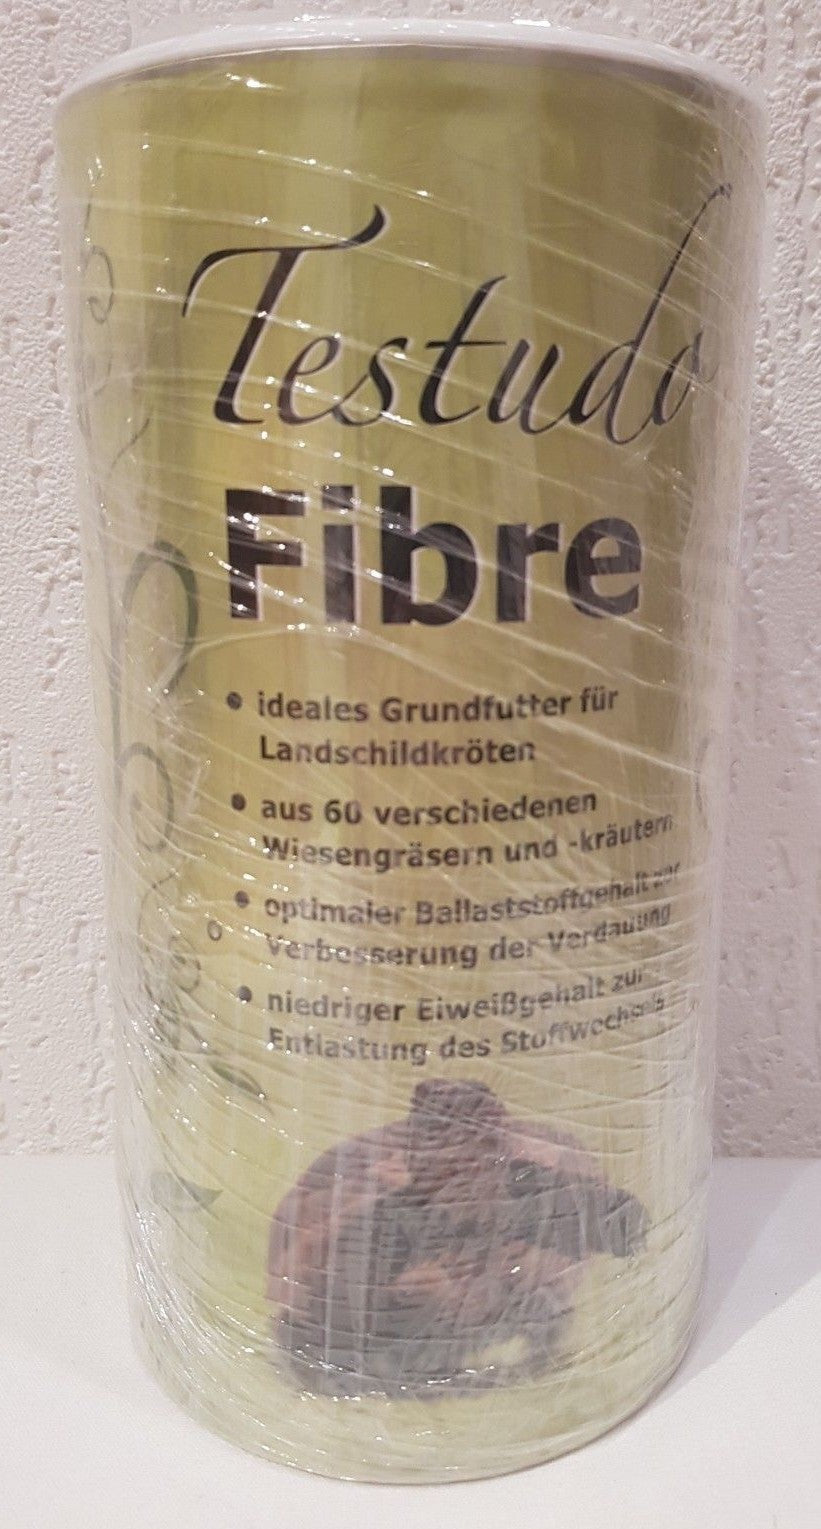 Testudo
Fibre
• ideales Grundfutter für
Landschildkröten
• aus 60 verschiedenen
Wiesengräsern und -kräutern
• optimaler Ballaststoffgehalt zur
Verbesserung der Verdauung
• niedriger Eiweißgehalt zur
Entlastung des Stoffwechsels